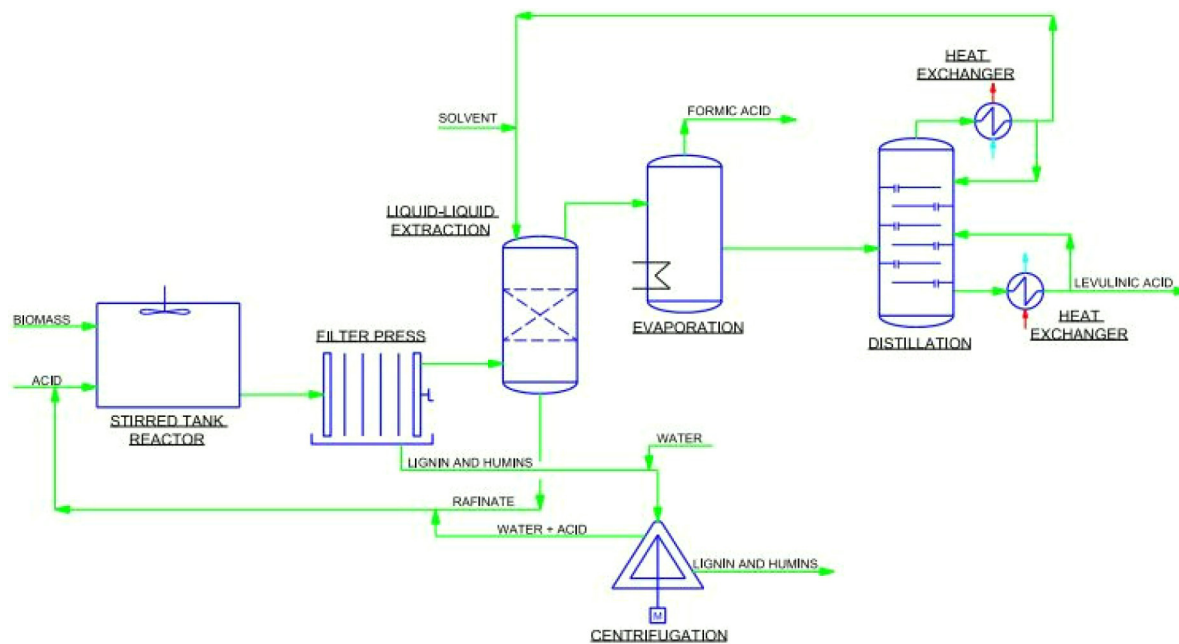 HEAT
EXCHANGER
SOLVENT
FORMIC ACID
LIQUID-LIQUID
EXTRACTION
EVAPORATION
DISTILLATION
LEVULINIC ACID
HEAT
EXCHANGER
BIOMASS
ACID
STIRRED TANK
REACTOR
FILTER PRESS
LIGNIN AND HUMINS
WATER
RAFINATE
WATER + ACID
LIGNIN AND HUMINS
M
CENTRIFUGATION